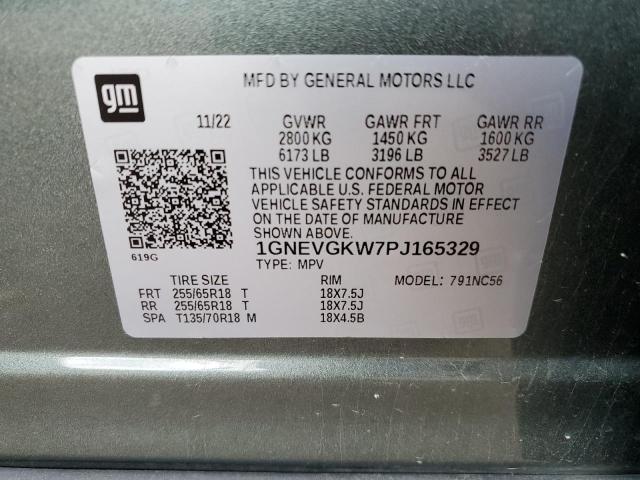 gm
MFD BY GENERAL MOTORS LLC
11/22 GVWR GAWR FRT GAWR RR
2800 KG 1450 KG 1600 KG
6173 LB 3196 LB 3527 LB
THIS VEHICLE CONFORMS TO ALL
APPLICABLE U.S. FEDERAL MOTOR
VEHICLE SAFETY STANDARDS IN EFFECT
ON THE DATE OF MANUFACTURE
SHOWN ABOVE.
1GNEVGKW7PJ165329
619G
TYPE: MPV MODEL: 791NC56
TIRE SIZE RIM
FRT 255/65R18 T 18X7.5J
RR 255/65R18 T 18X7.5J
SPA T135/70R18 M 18X4.5B